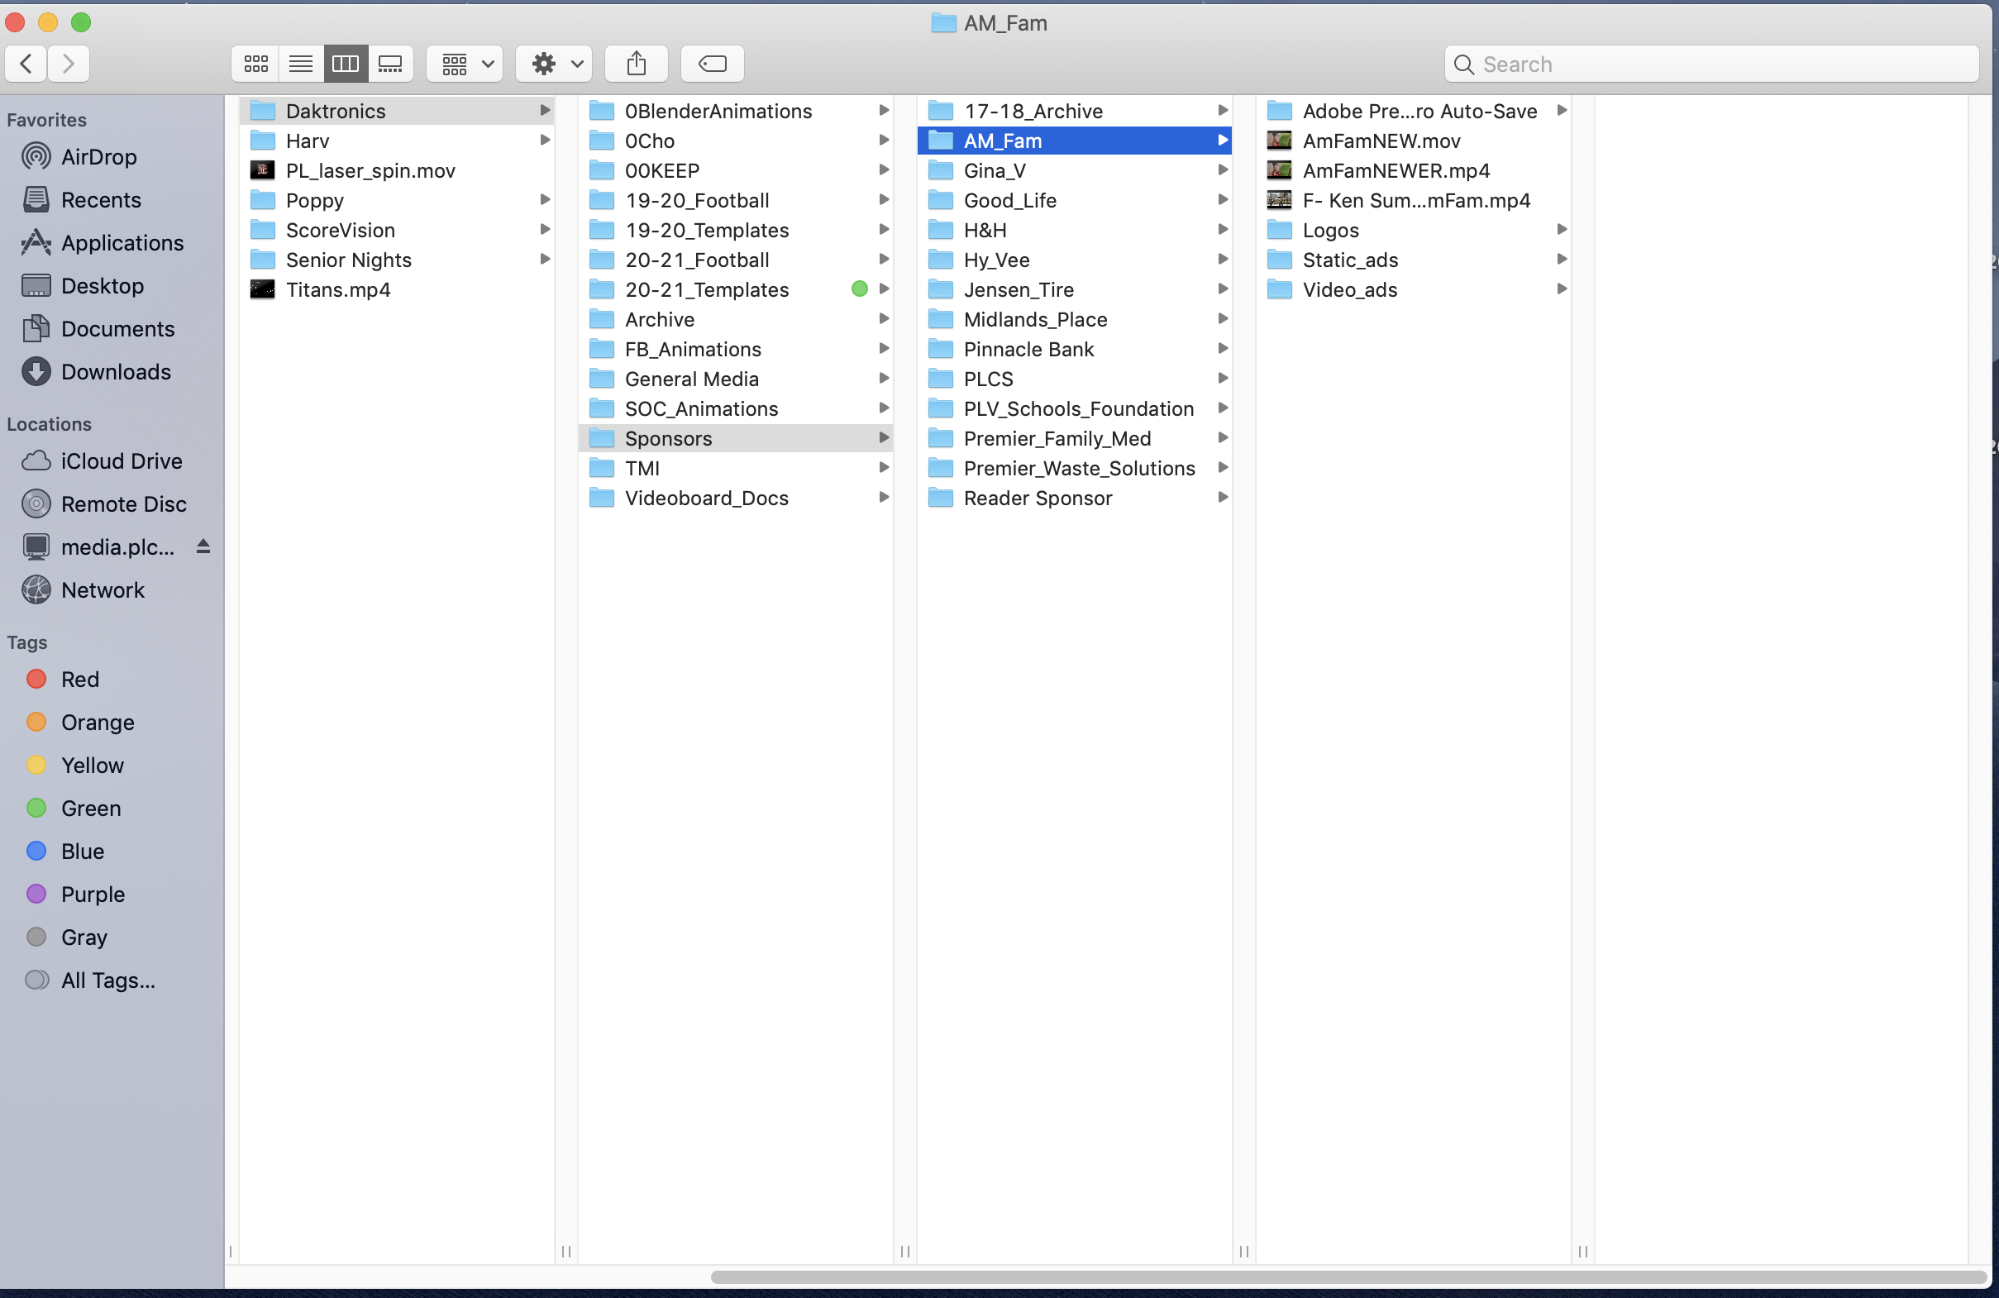 AM_Fam
Search
Favorites
AirDrop
Recents
Applications
Desktop
Documents
Downloads
Locations
iCloud Drive
Remote Disc
media.plc...
Network
Tags
Red
Orange
Yellow
Green
Blue
Purple
Gray
All Tags...
Daktronics
Harv
PL_laser_spin.mov
Poppy
ScoreVision
Senior Nights
Titans.mp4
0BlenderAnimations
0Cho
00KEEP
19-20_Football
19-20_Templates
20-21_Football
20-21_Templates
Archive
FB_Animations
General Media
SOC_Animations
Sponsors
TMI
Videoboard_Docs
17-18_Archive
AM_Fam
Gina_V
Good_Life
H&H
Hy_Vee
Jensen_Tire
Midlands_Place
Pinnacle Bank
PLCS
PLV_Schools_Foundation
Premier_Family_Med
Premier_Waste_Solutions
Reader Sponsor
Adobe Pre...ro Auto-Save
AmFamNEW.mov
AmFamNEWER.mp4
F- Ken Sum...mFam.mp4
Logos
Static_ads
Video_ads